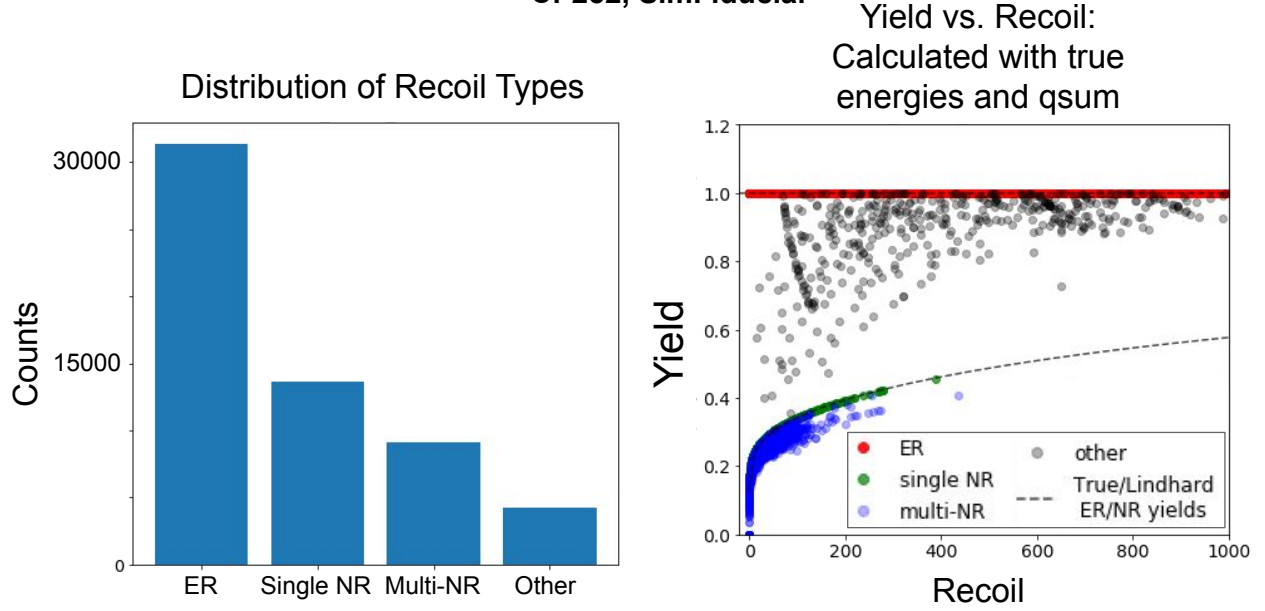 Distribution of Recoil Types
Counts
30000
15000
0
ER
Single NR
Multi-NR
Other
Yield vs. Recoil:
Calculated with true
energies and qsum
Yield
1.2
1.0
0.8
0.6
0.4
0.2
0.0
0
200
400
600
800
1000
Recoil
ER
single NR
multi-NR
other
True/Lindhard
ER/NR yields